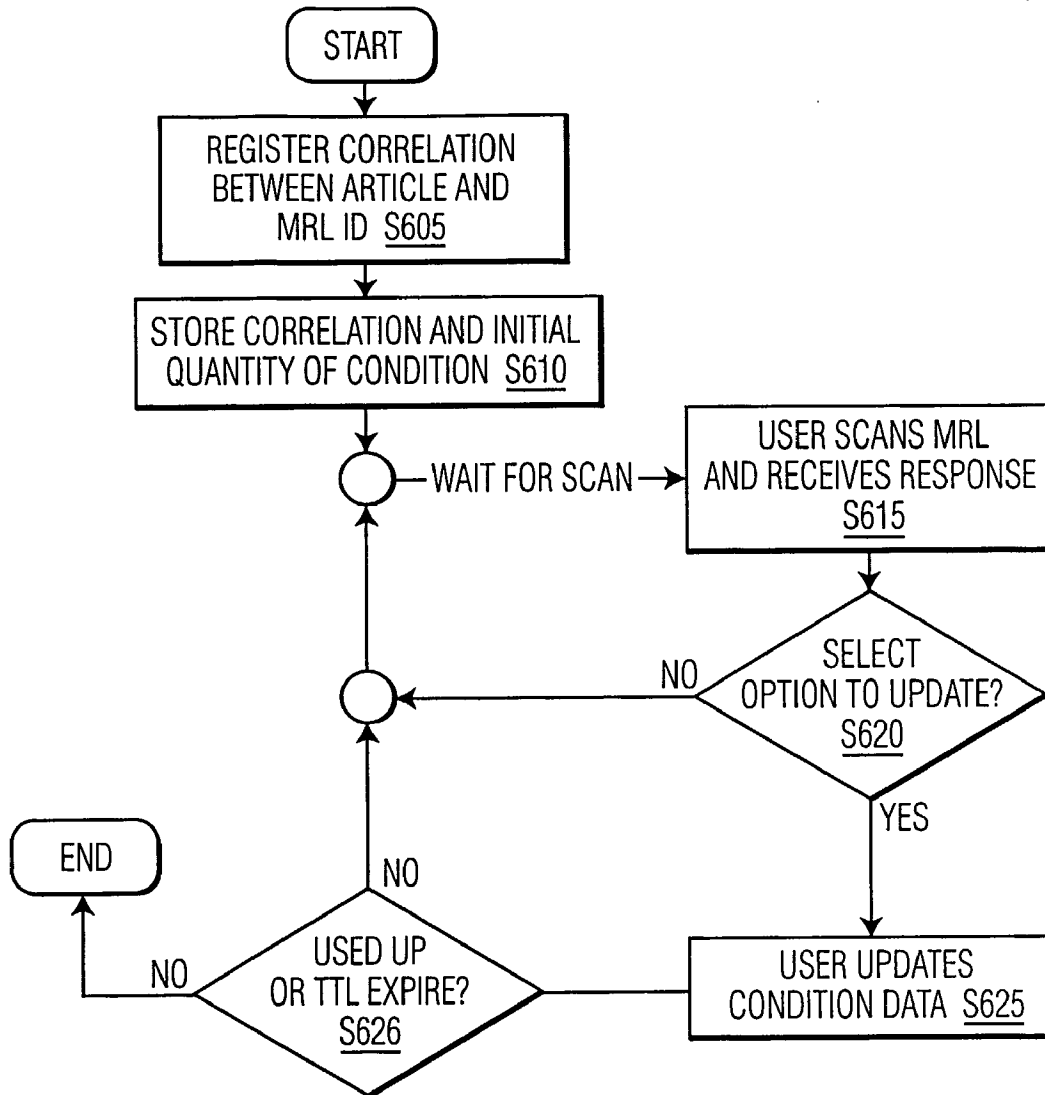 START
REGISTER CORRELATION
BETWEEN ARTICLE AND
MRL ID S605
STORE CORRELATION AND INITIAL
QUANTITY OF CONDITION S610
WAIT FOR SCAN
USER SCANS MRL
AND RECEIVES RESPONSE
S615
SELECT
OPTION TO UPDATE?
S620
NO
YES
USER UPDATES
CONDITION DATA S625
USED UP
OR TTL EXPIRE?
S626
NO
NO
END